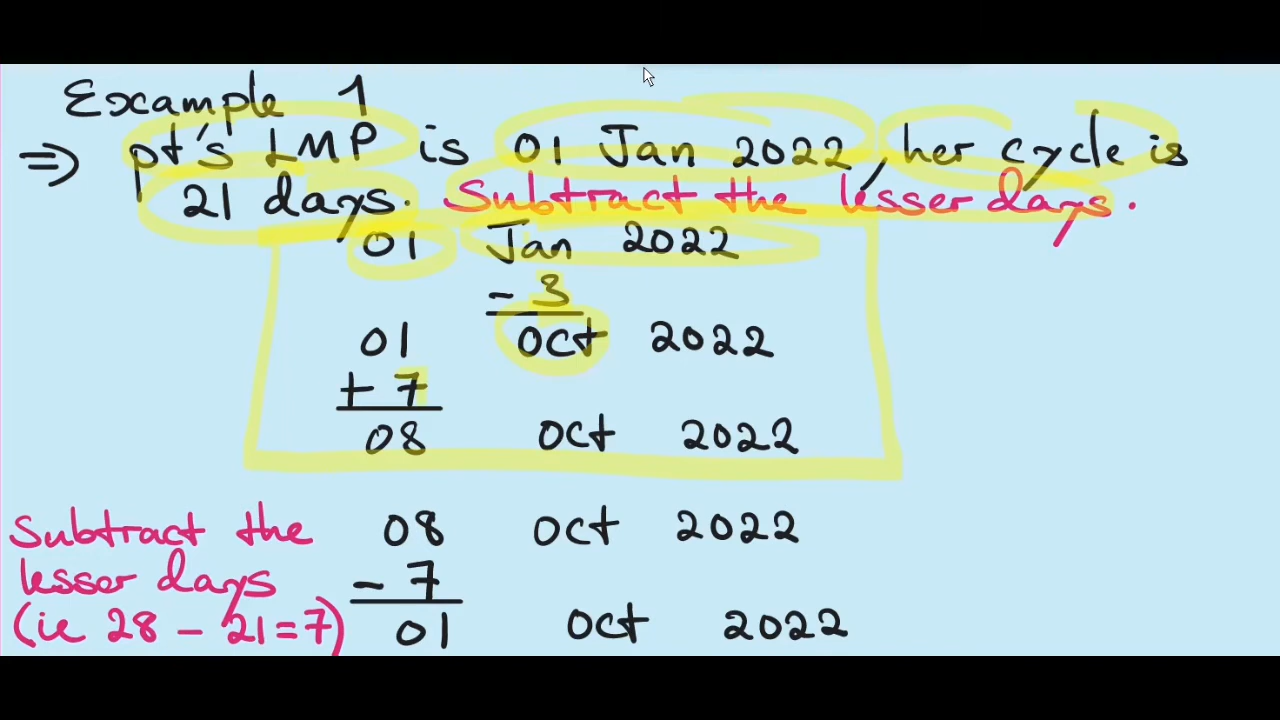 Example 1
⇒ pt's LMP is 01 Jan 2022, her cycle is
21 days. Subtract the lesser days.
01 Jan 2022
- 3
01 Oct 2022
+ 7
08 Oct 2022
Subtract the 08 Oct 2022
lesser days - 7
(ie 28 - 21=7) 01 Oct 2022